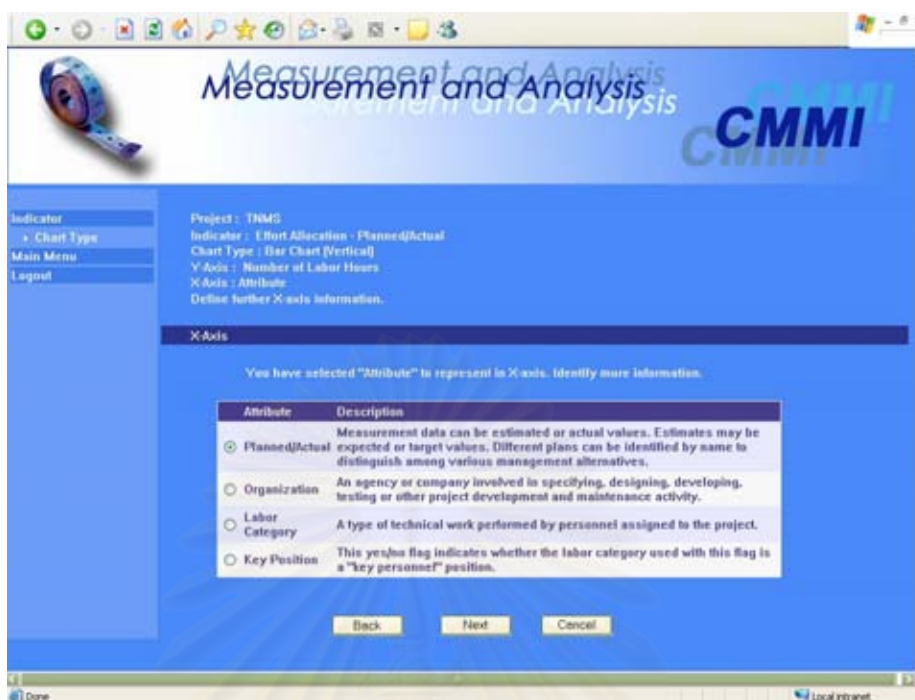 Measurement and Analysis
CMMI
Indicator
Chart Type
Main Menu
Logout
Project : TNMS
Indicator : Effort Allocation - Planned/Actual
Chart Type : Bar Chart (Vertical)
Y-Axis : Number of Labor Hours
X-Axis : Attribute
Define further X-axis information.
X-Axis
You have selected "Attribute" to represent in X-axis. Identify more information.
Attribute Description
Planned/Actual Measurement data can be estimated or actual values. Estimates may be
expected or target values. Different plans can be identified by name to
distinguish among various management alternatives.
Organization An agency or company involved in specifying, designing, developing,
testing or other project development and maintenance activity.
Labor
Category A type of technical work performed by personnel assigned to the project.
Key Position This yes/no flag indicates whether the labor category used with this flag is
a "key personnel" position.
Back Next Cancel
Done Local intranet